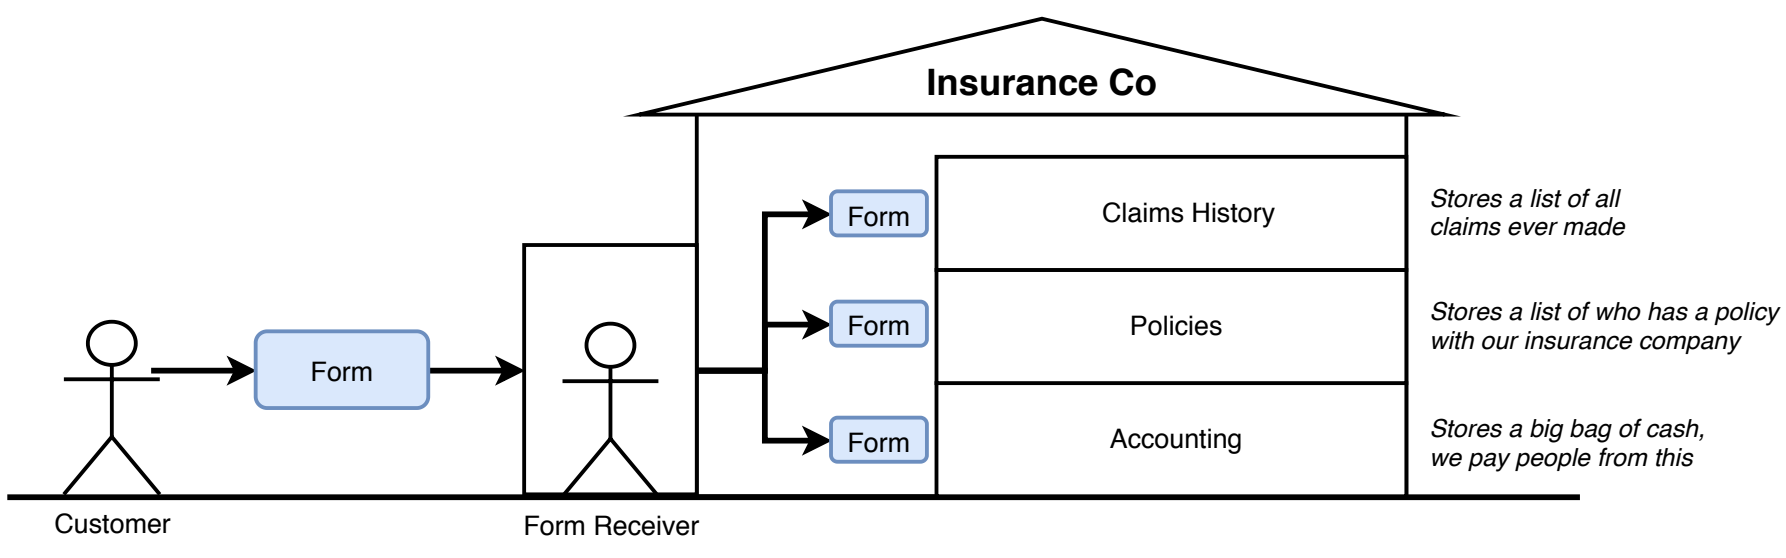 Insurance Co
Form
Claims History
Stores a list of all
claims ever made
Form
Policies
Stores a list of who has a policy
with our insurance company
Form
Form
Accounting
Stores a big bag of cash,
we pay people from this
Customer
Form Receiver